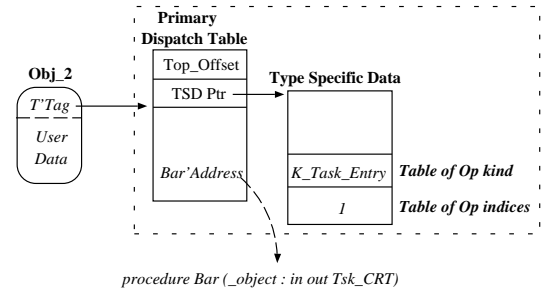 Primary
Dispatch Table
Obj_2
Top_Offset
Type Specific Data
T'Tag
TSD Ptr
User
Data
Bar'Address
K_Task_Entry
Table of Op kind
1
Table of Op indices
procedure Bar (_object : in out Tsk_CRT)